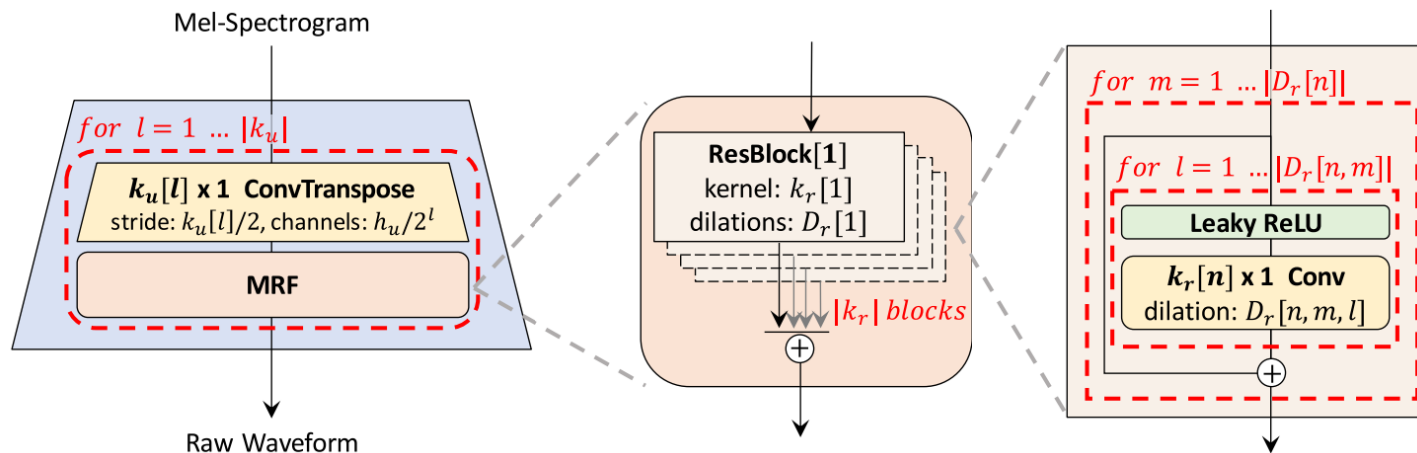 Mel-Spectrogram
for l = 1 … |k_u|
k_u[l] x 1 ConvTranspose
stride: k_u[l]/2, channels: h_u/2^l
MRF
Raw Waveform
ResBlock[1]
kernel: k_r[1]
dilations: D_r[1]
|k_r| blocks
+
for m = 1 … |D_r[n]|
for l = 1 … |D_r[n, m]|
Leaky ReLU
k_r[n] x 1 Conv
dilation: D_r[n, m, l]
+